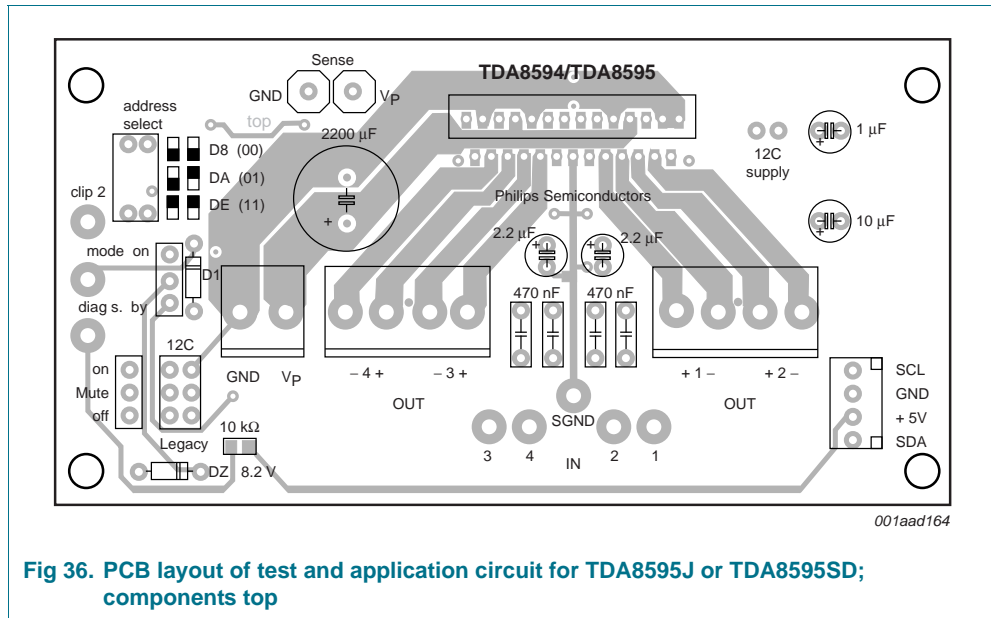 Sense
TDA8594/TDA8595
GND
VP
address
select
top
2200 μF
1 μF
D8 (00)
12C
supply
DA (01)
clip 2
DE (11)
Philips Semiconductors
+
10 μF
+
mode on
2.2 μF
2.2 μF
+
+
+
D1
diag s. by
470 nF
470 nF
12C
on
GND
VP
− 4 +
− 3 +
+ 1 −
+ 2 −
SCL
Mute
GND
off
OUT
SGND
OUT
+ 5V
Legacy
10 kΩ
SDA
3
4
IN
2
1
DZ
8.2 V
001aad164
Fig 36. PCB layout of test and application circuit for TDA8595J or TDA8595SD;
components top